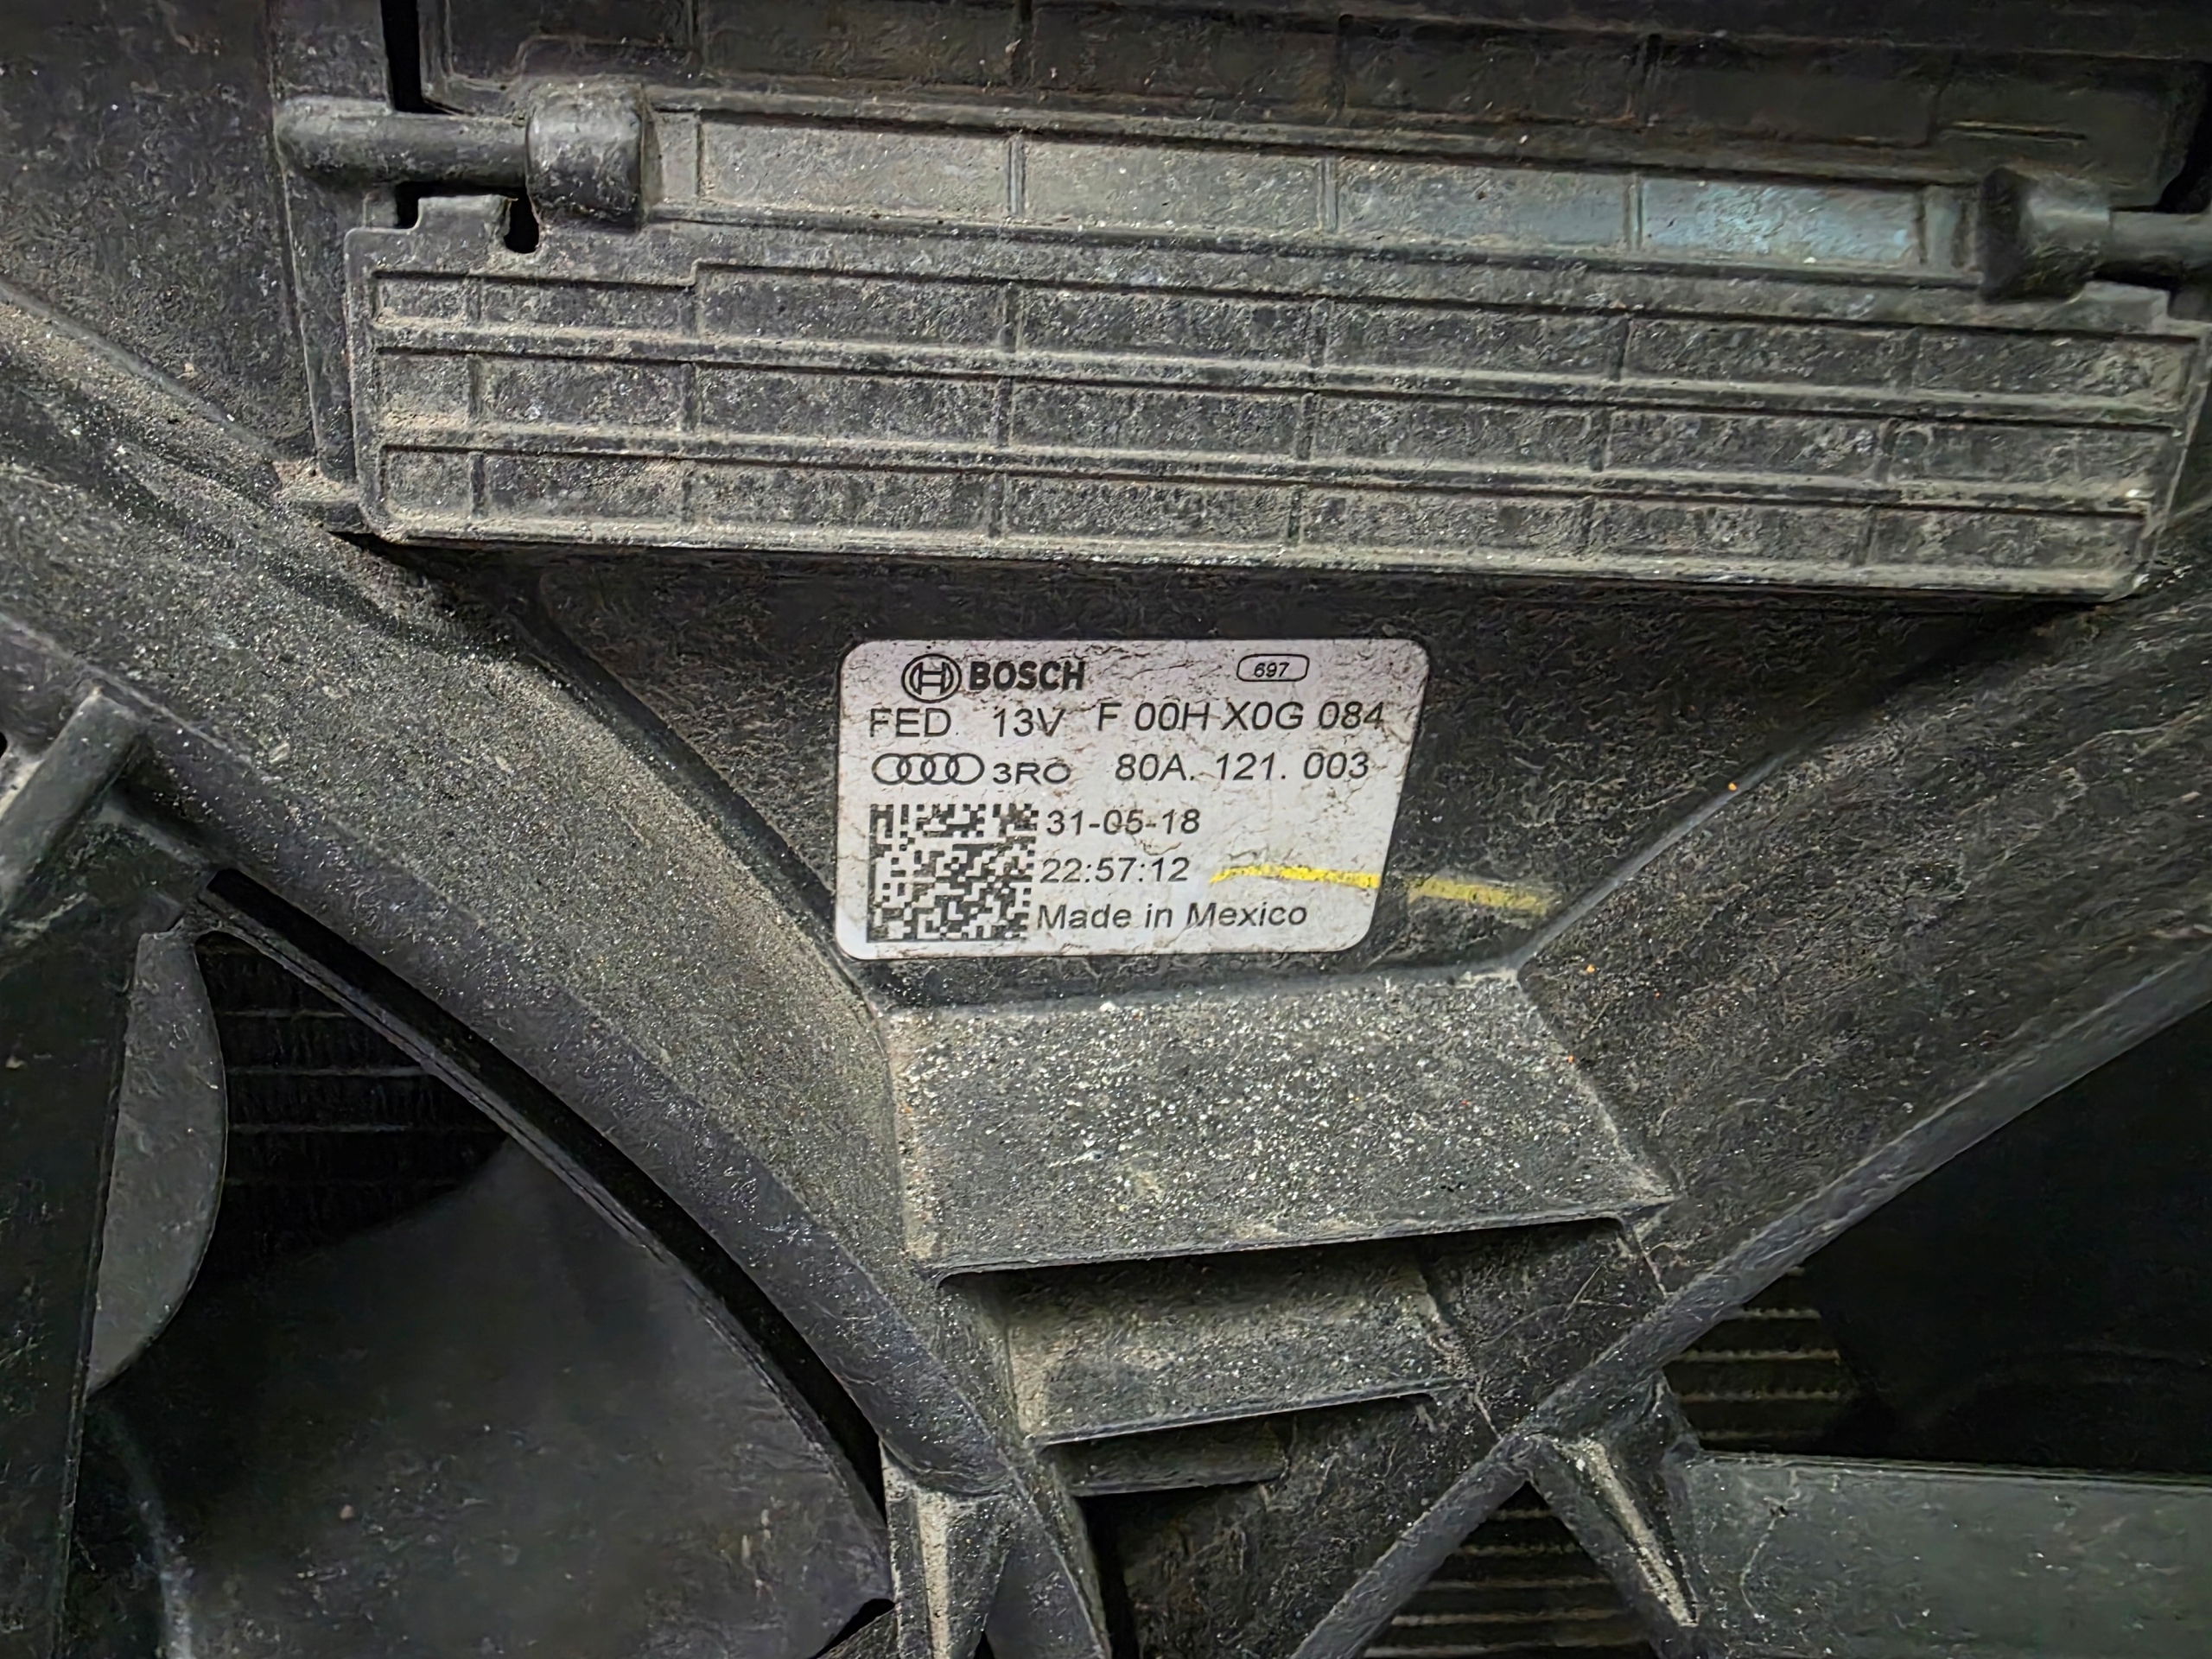 BOSCH 697
FED 13V F 00H X0G 084
3RO 80A. 121. 003
31-05-18
22:57:12
Made in Mexico